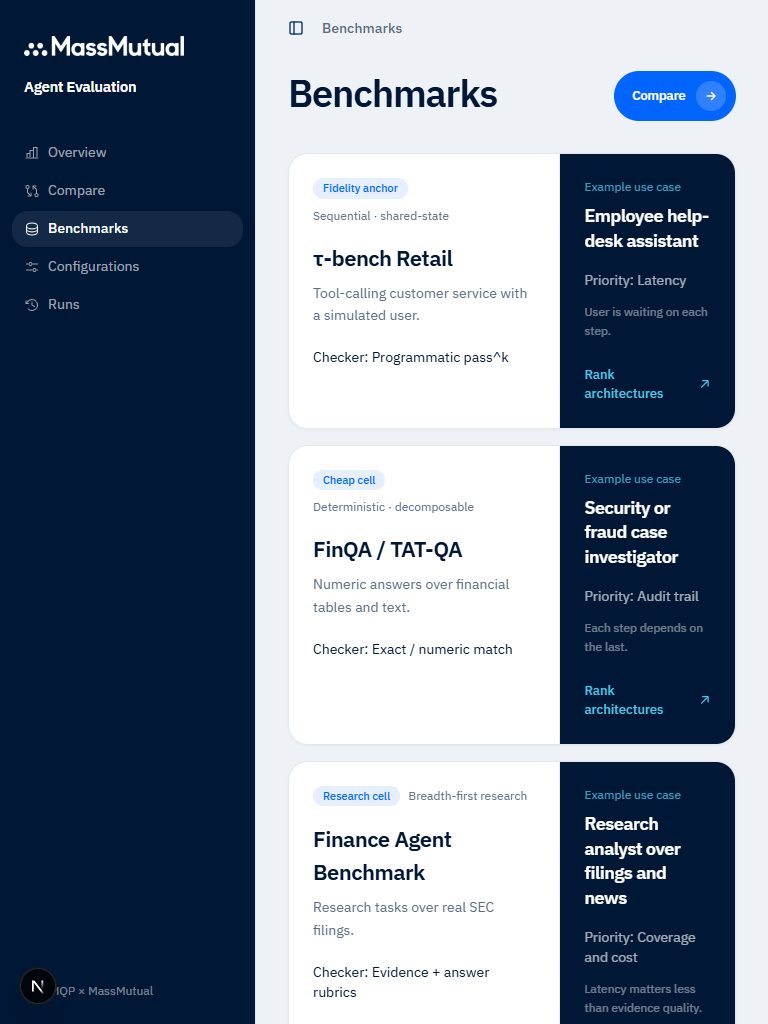 MassMutual
Agent Evaluation
Overview
Compare
Benchmarks
Configurations
Runs
N
IQP × MassMutual
Benchmarks
Benchmarks
Compare
Fidelity anchor
Sequential · shared-state
τ-bench Retail
Tool-calling customer service with
a simulated user.
Checker: Programmatic pass^k
Example use case
Employee help-
desk assistant
Priority: Latency
User is waiting on each
step.
Rank
architectures
Cheap cell
Deterministic · decomposable
FinQA / TAT-QA
Numeric answers over financial
tables and text.
Checker: Exact / numeric match
Example use case
Security or
fraud case
investigator
Priority: Audit trail
Each step depends on
the last.
Rank
architectures
Research cell
Breadth-first research
Finance Agent
Benchmark
Research tasks over real SEC
filings.
Checker: Evidence + answer
rubrics
Example use case
Research
analyst over
filings and
news
Priority: Coverage
and cost
Latency matters less
than evidence quality.